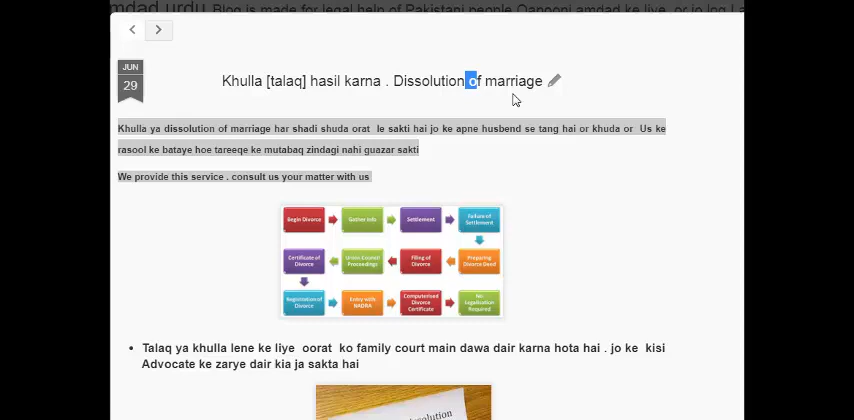 amdad urdu Blog is made for legal help of Pakistani people Qanooni amdad ke liye
JUN
29
Khulla [talaq] hasil karna . Dissolution of marriage
Khulla ya dissolution of marriage har shadi shuda orat le sakti hai jo ke apne husbend se tang hai or khuda or Us ke
rasool ke bataye hoe tareeqe ke mutabaq zindagi nahi guazar sakti
We provide this service . consult us your matter with us
Begin Divorce
Gather Info
Settlement
Failure of
Settlement
Certificate of
Divorce
Union Council
Proceedings
Filing of
Divorce
Preparing
Divorce Deed
Registration of
Divorce
Entry with
NADRA
Computerised
Divorce
Certificate
No
Legalization
Required
• Talaq ya khulla lene ke liye oorat ko family court main dawa dair karna hota hai . jo ke kisi
Advocate ke zarye dair kia ja sakta hai